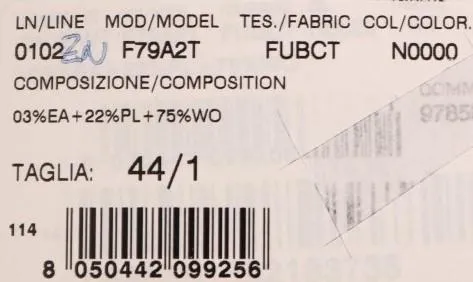 LN/LINE MOD/MODEL TES./FABRIC COL/COLOR.
0102 ZN F79A2T FUBCT N0000
COMPOSIZIONE/COMPOSITION
03%EA+22%PL+75%WO
TAGLIA: 44/1
114
8 050442 099256